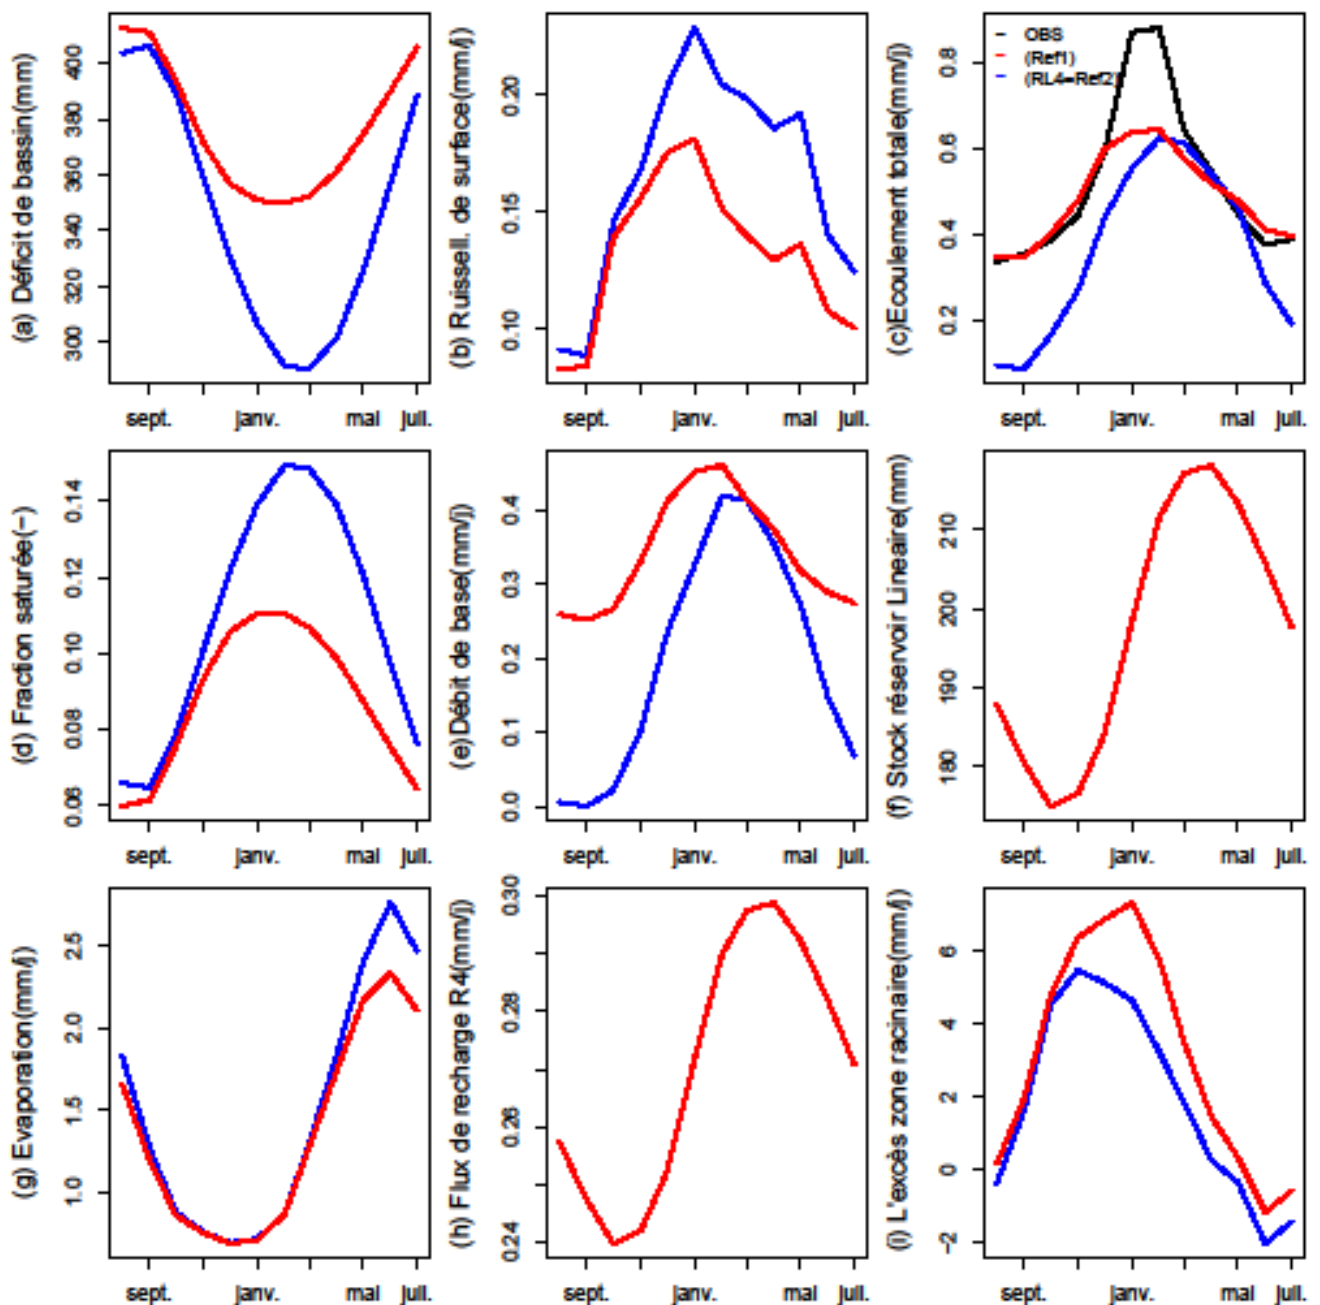 (a) Déficit de bassin(mm)
400
380
360
340
320
300
sept.
janv.
mai
juil.
(b) Ruissell. de surface(mm/j)
0.20
0.15
0.10
sept.
janv.
mai
juil.
(c)Ecoulement totale(mm/j)
0.8
0.6
0.4
0.2
OBS
(Ref1)
(RL4=Ref2)
sept.
janv.
mai
juil.
(d) Fraction saturée(−)
0.14
0.12
0.10
0.08
0.06
sept.
janv.
mai
juil.
(e)Débit de base(mm/j)
0.4
0.3
0.2
0.1
0.0
sept.
janv.
mai
juil.
(f) Stock réservoir Lineaire(mm)
210
200
190
180
sept.
janv.
mai
juil.
(g) Evaporation(mm/j)
2.5
2.0
1.5
1.0
sept.
janv.
mai
juil.
(h) Flux de recharge R4(mm/j)
0.30
0.28
0.26
0.24
sept.
janv.
mai
juil.
(i) L'excès zone racinaire(mm/j)
6
4
2
0
−2
sept.
janv.
mai
juil.